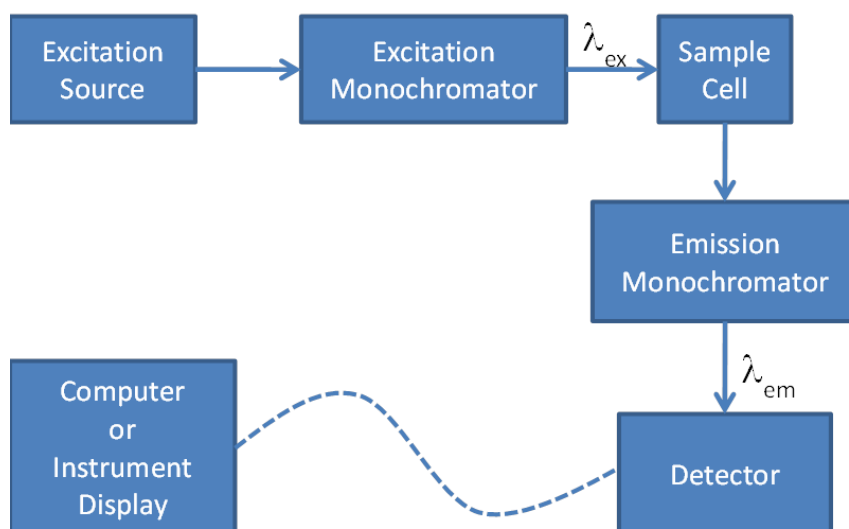 Excitation
Source
Excitation
Monochromator
λex
Sample
Cell
Emission
Monochromator
λem
Computer
or
Instrument
Display
Detector